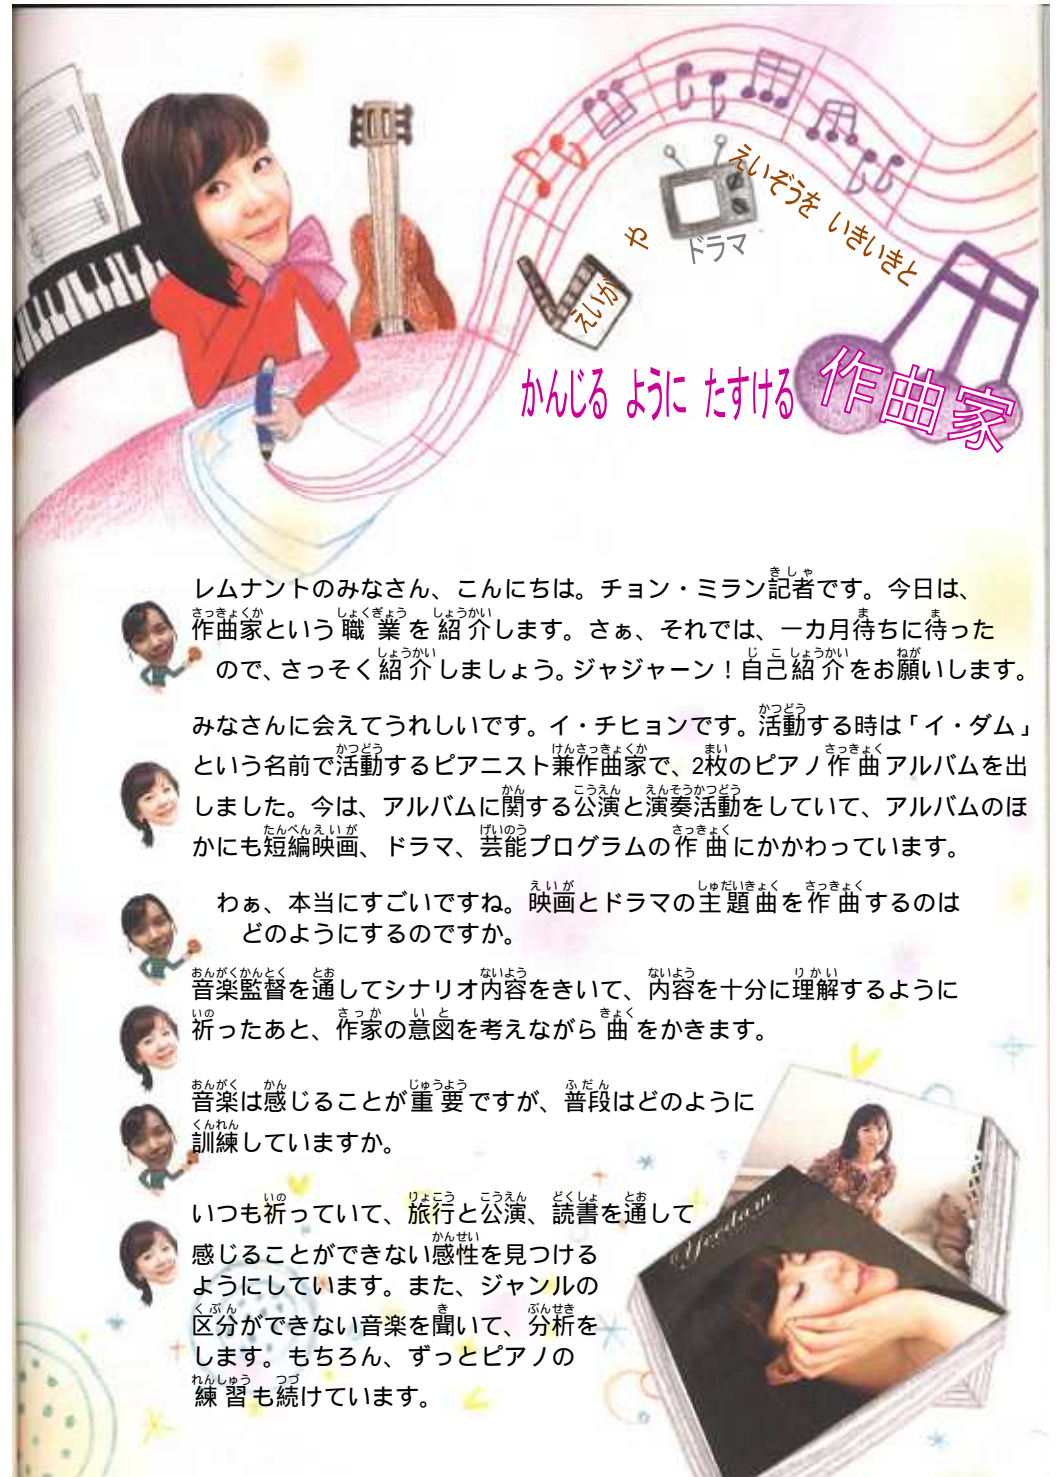 えいが や ドラマ えいぞうを いきいきと
かんじる ように たすける 作曲家
レムナントのみなさん、こんにちは。チョン・ミラン記者です。今日は、
作曲家という職業を紹介します。さぁ、それでは、一カ月待ちに待った
ので、さっそく紹介しましょう。ジャジャーン！自己紹介をお願いします。
みなさんに会えてうれしいです。イ・チヒョンです。活動する時は「イ・ダム」
という名前で活動するピアニスト兼作曲家で、2枚のピアノ作曲アルバムを出
しました。今は、アルバムに関する公演と演奏活動をしていて、アルバムのほ
かにも短編映画、ドラマ、芸能プログラムの作曲にかかわっています。
わぁ、本当にすごいですね。映画とドラマの主題曲を作曲するのは
どのようにするのですか。
音楽監督を通してシナリオ内容をきいて、内容を十分に理解するように
祈ったあと、作家の意図を考えながら曲をかきます。
音楽は感じることが重要ですが、普段はどのように
訓練していますか。
いつも祈っていて、旅行と公演、読書を通して
感じることができない感性を見つける
ようにしています。また、ジャンルの
区分ができない音楽を聞いて、分析を
します。もちろん、ずっとピアノの
練習も続けています。
Yeedam